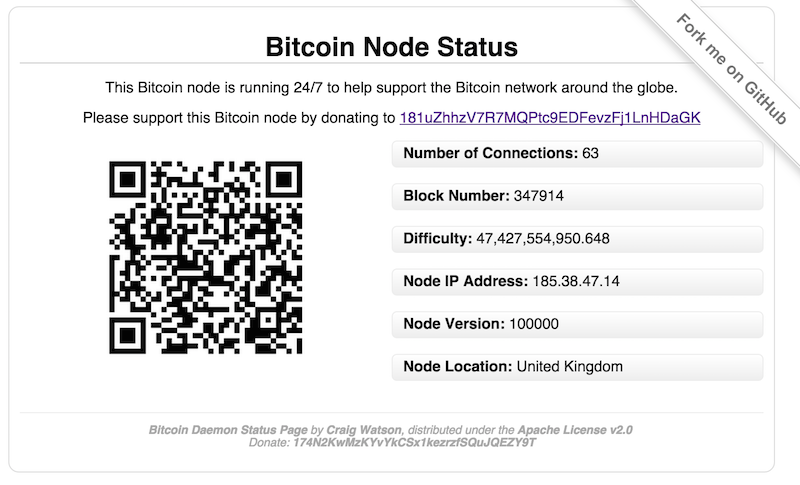 Fork me on GitHub
Bitcoin Node Status
This Bitcoin node is running 24/7 to help support the Bitcoin network around the globe.
Please support this Bitcoin node by donating to 181uZhhzV7R7MQPtc9EDFevzFj1LnHDaGK
Number of Connections: 63
Block Number: 347914
Difficulty: 47,427,554,950.648
Node IP Address: 185.38.47.14
Node Version: 100000
Node Location: United Kingdom
Bitcoin Daemon Status Page by Craig Watson, distributed under the Apache License v2.0
Donate: 174N2KwMzKYvYkCSx1kezrzfSQuJQEZY9T